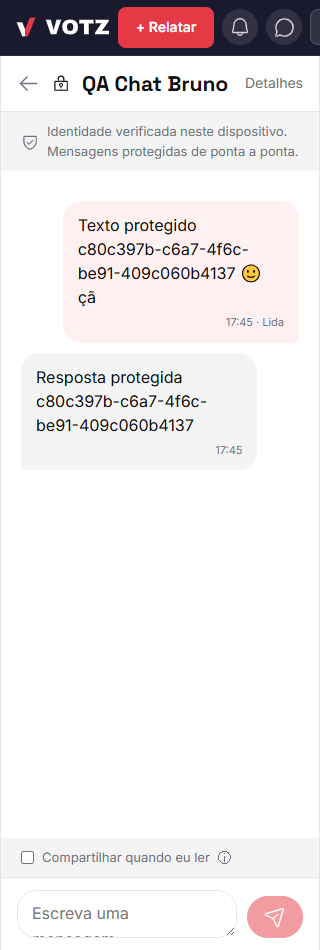 VOTZ
+ Relatar
QA Chat Bruno
Detalhes
Identidade verificada neste dispositivo.
Mensagens protegidas de ponta a ponta.
Texto protegido
c80c397b-c6a7-4f6c-
be91-409c060b4137 🙂
çã
17:45 · Lida
Resposta protegida
c80c397b-c6a7-4f6c-
be91-409c060b4137
17:45
Compartilhar quando eu ler
Escreva uma